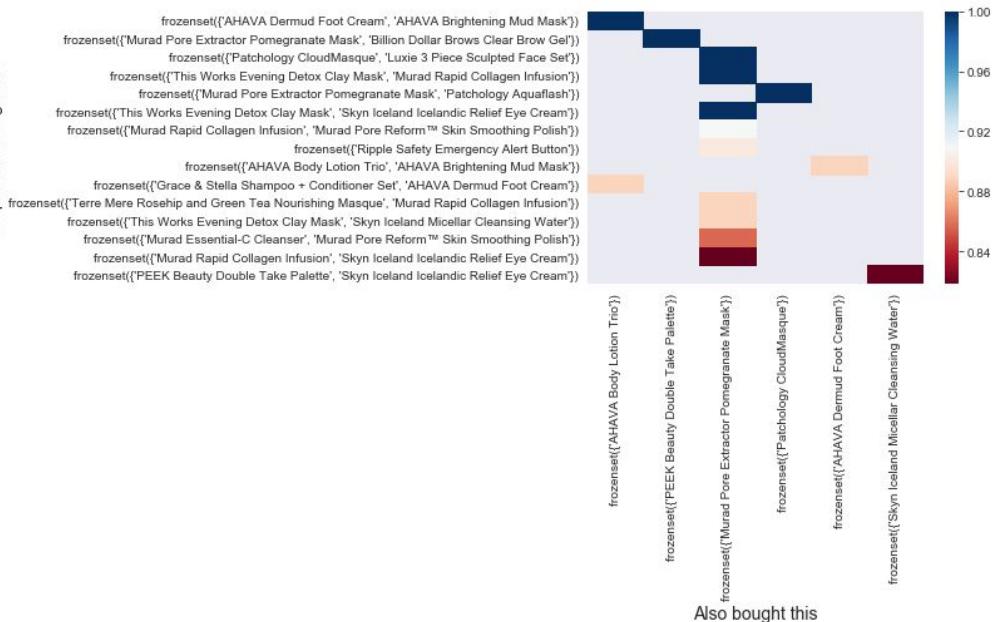 frozenset({'AHAVA Dermud Foot Cream', 'AHAVA Brightening Mud Mask'})
frozenset({'Murad Pore Extractor Pomegranate Mask', 'Billion Dollar Brows Clear Brow Gel'})
frozenset({'Patchology CloudMasque', 'Luxie 3 Piece Sculpted Face Set'})
frozenset({'This Works Evening Detox Clay Mask', 'Murad Rapid Collagen Infusion'})
frozenset({'Murad Pore Extractor Pomegranate Mask', 'Patchology Aquaflash'})
frozenset({'This Works Evening Detox Clay Mask', 'Skyn Iceland Icelandic Relief Eye Cream'})
frozenset({'Murad Rapid Collagen Infusion', 'Murad Pore Reform™ Skin Smoothing Polish'})
frozenset({'Ripple Safety Emergency Alert Button'})
frozenset({'AHAVA Body Lotion Trio', 'AHAVA Brightening Mud Mask'})
frozenset({'Grace & Stella Shampoo + Conditioner Set', 'AHAVA Dermud Foot Cream'})
frozenset({'Terre Mere Rosehip and Green Tea Nourishing Masque', 'Murad Rapid Collagen Infusion'})
frozenset({'This Works Evening Detox Clay Mask', 'Skyn Iceland Micellar Cleansing Water'})
frozenset({'Murad Essential-C Cleanser', 'Murad Pore Reform™ Skin Smoothing Polish'})
frozenset({'Murad Rapid Collagen Infusion', 'Skyn Iceland Icelandic Relief Eye Cream'})
frozenset({'PEEK Beauty Double Take Palette', 'Skyn Iceland Icelandic Relief Eye Cream'})
1.00
0.96
0.92
0.88
0.84
frozenset({'AHAVA Body Lotion Trio'})
frozenset({'PEEK Beauty Double Take Palette'})
frozenset({'Murad Pore Extractor Pomegranate Mask'})
frozenset({'Patchology CloudMasque'})
frozenset({'AHAVA Dermud Foot Cream'})
frozenset({'Skyn Iceland Micellar Cleansing Water'})
Also bought this